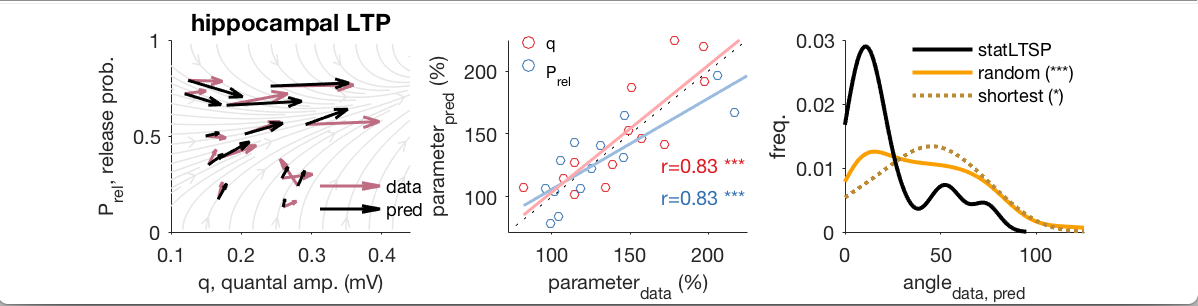 hippocampal LTP
P_rel, release prob.
1
0.5
0
0.1
0.2
0.3
0.4
q, quantal amp. (mV)
data
pred
parameter_pred (%)
200
150
100
100
150
200
parameter_data (%)
q
P_rel
r=0.83 ***
r=0.83 ***
freq.
0.03
0.02
0.01
0
0
50
100
angle_data, pred
statLTSP
random (***)
shortest (*)